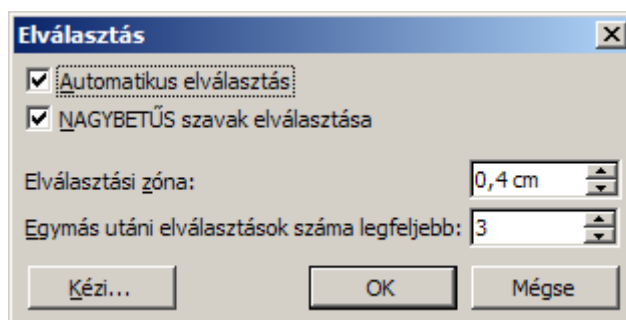 Elválasztás
Automatikus elválasztás
NAGYBETŰS szavak elválasztása
Elválasztási zóna: 0,4 cm
Egymás utáni elválasztások száma legfeljebb: 3
Kézi... OK Mégse